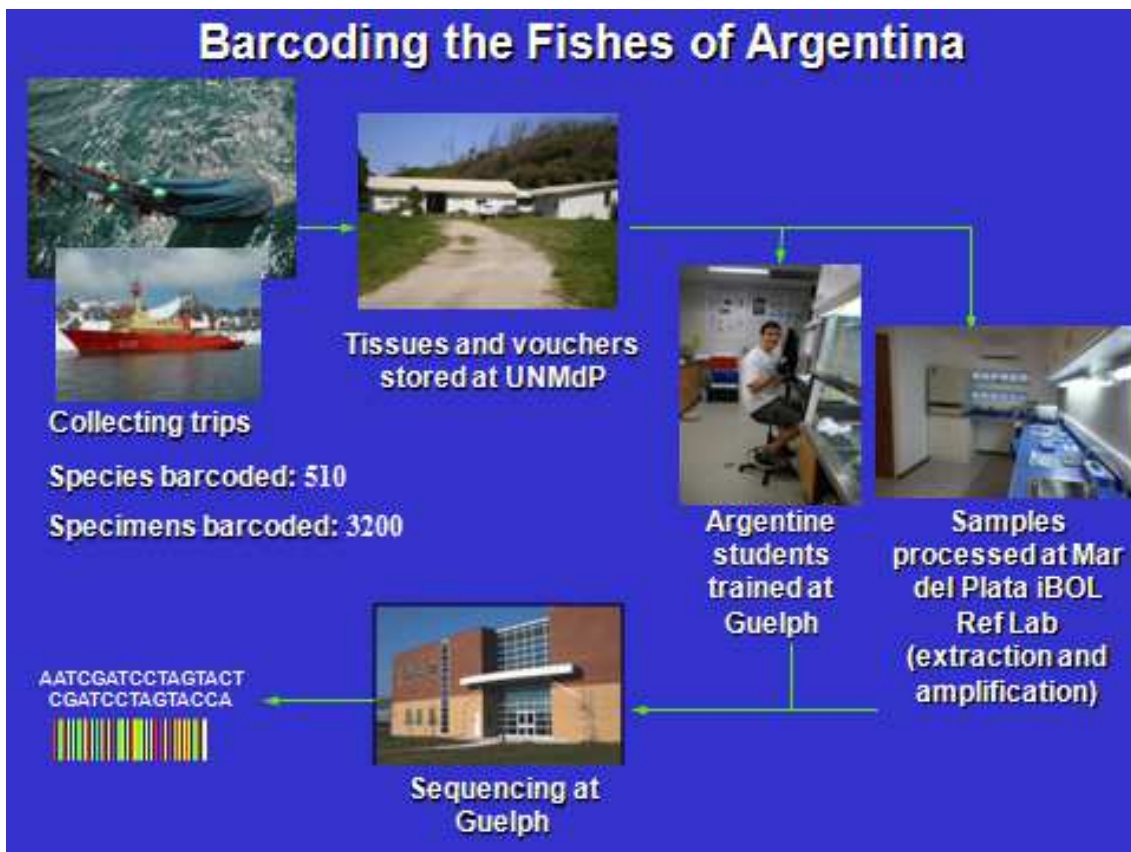 Barcoding the Fishes of Argentina
Tissues and vouchers
stored at UNMdP
Collecting trips
Species barcoded: 510
Specimens barcoded: 3200
Argentine
students
trained at
Guelph
Samples
processed at Mar
del Plata iBOL
Ref Lab
(extraction and
amplification)
AATCGATCCTAGTACT
CGATCCTAGTACCA
Sequencing at
Guelph